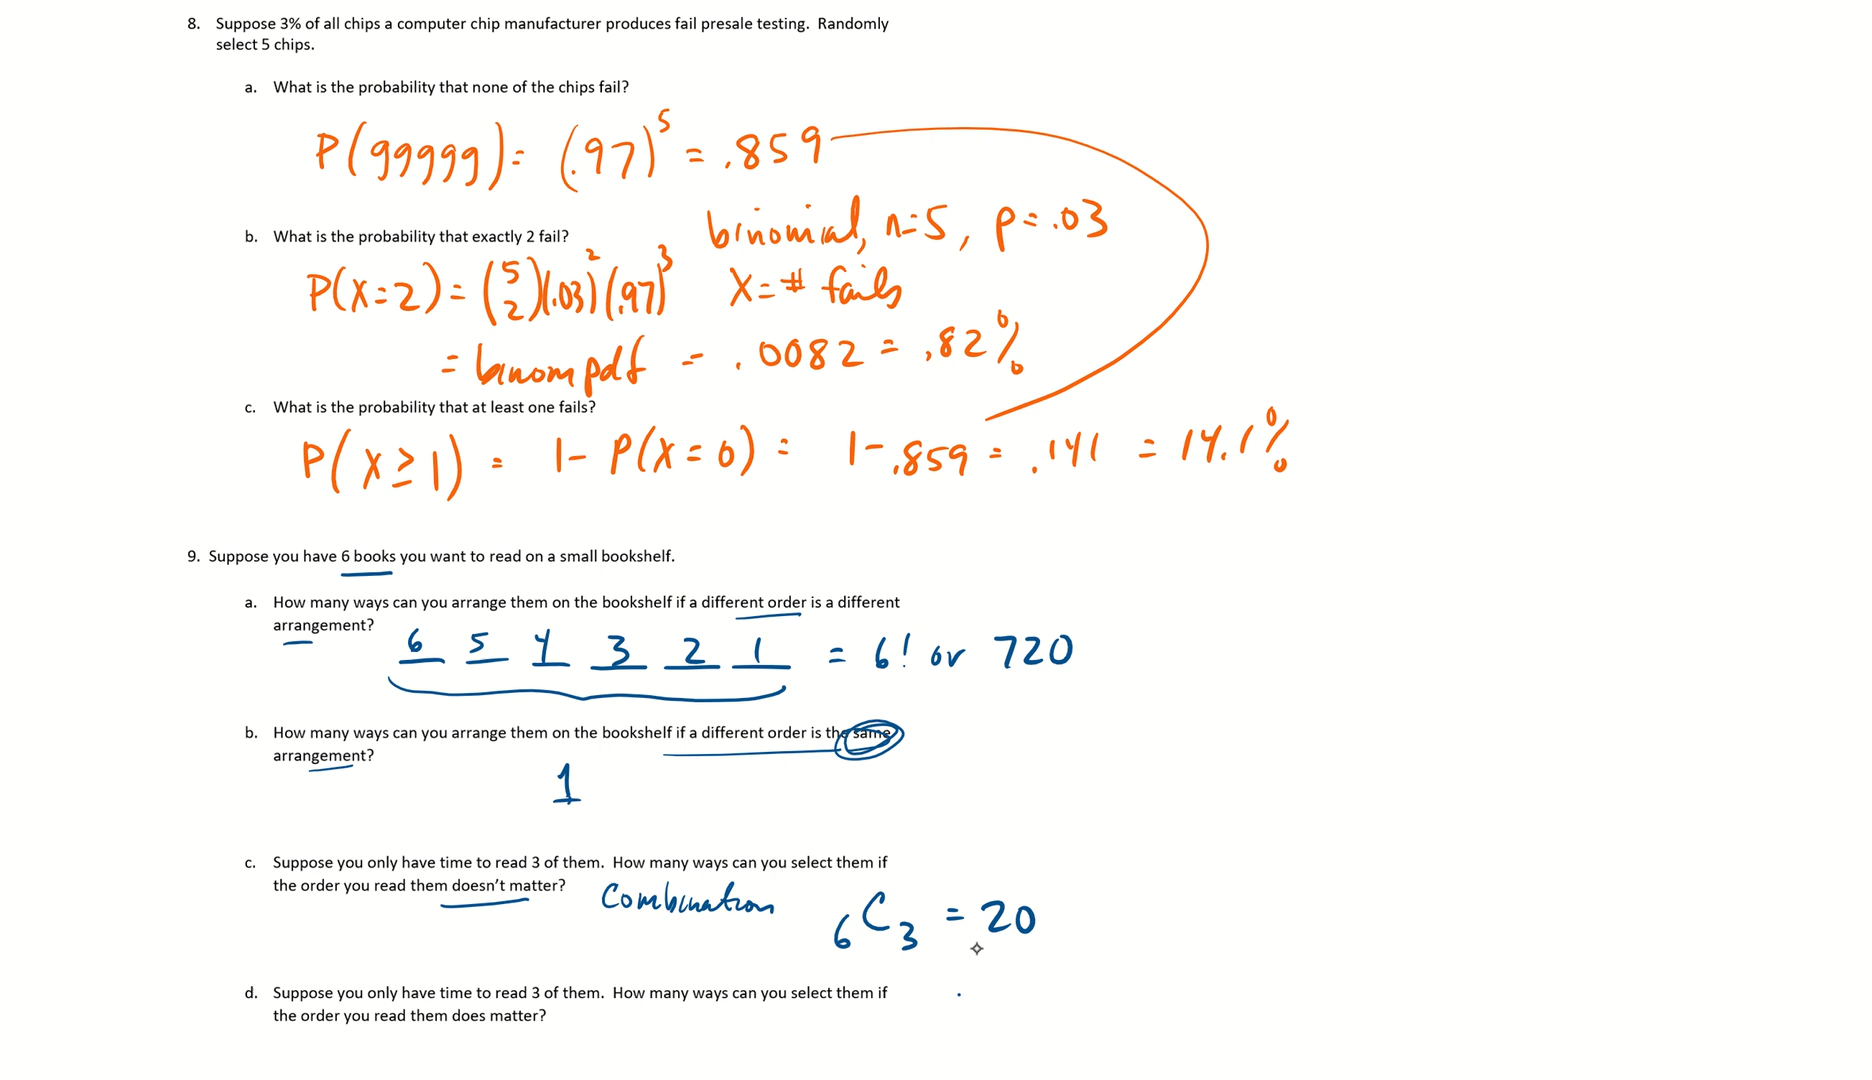 8. Suppose 3% of all chips a computer chip manufacturer produces fail presale testing. Randomly
select 5 chips.
a. What is the probability that none of the chips fail?
P(ggggg) = (.97)^5 = .859
binomial, n=5, p=.03
b. What is the probability that exactly 2 fail?
P(X=2) = (5 2)(.03)^2(.97)^3 X=# fails
= binompdf = .0082 = .82%
c. What is the probability that at least one fails?
P(X≥1) = 1-P(X=0) = 1-.859 = .141 = 14.1%
9. Suppose you have 6 books you want to read on a small bookshelf.
a. How many ways can you arrange them on the bookshelf if a different order is a different
arrangement?
6 5 4 3 2 1 = 6! or 720
b. How many ways can you arrange them on the bookshelf if a different order is the same
arrangement?
1
c. Suppose you only have time to read 3 of them. How many ways can you select them if
the order you read them doesn't matter?
Combination ₆C₃ = 20
d. Suppose you only have time to read 3 of them. How many ways can you select them if
the order you read them does matter?